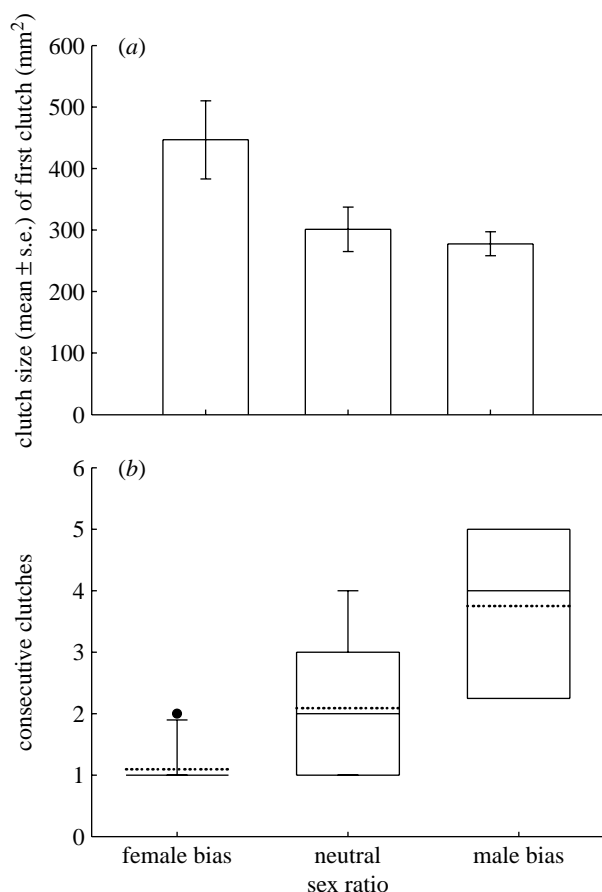 (a)
clutch size (mean ± s.e.) of first clutch (mm²)
600
500
400
300
200
100
0
(b)
consecutive clutches
6
5
4
3
2
1
0
female bias neutral male bias
sex ratio